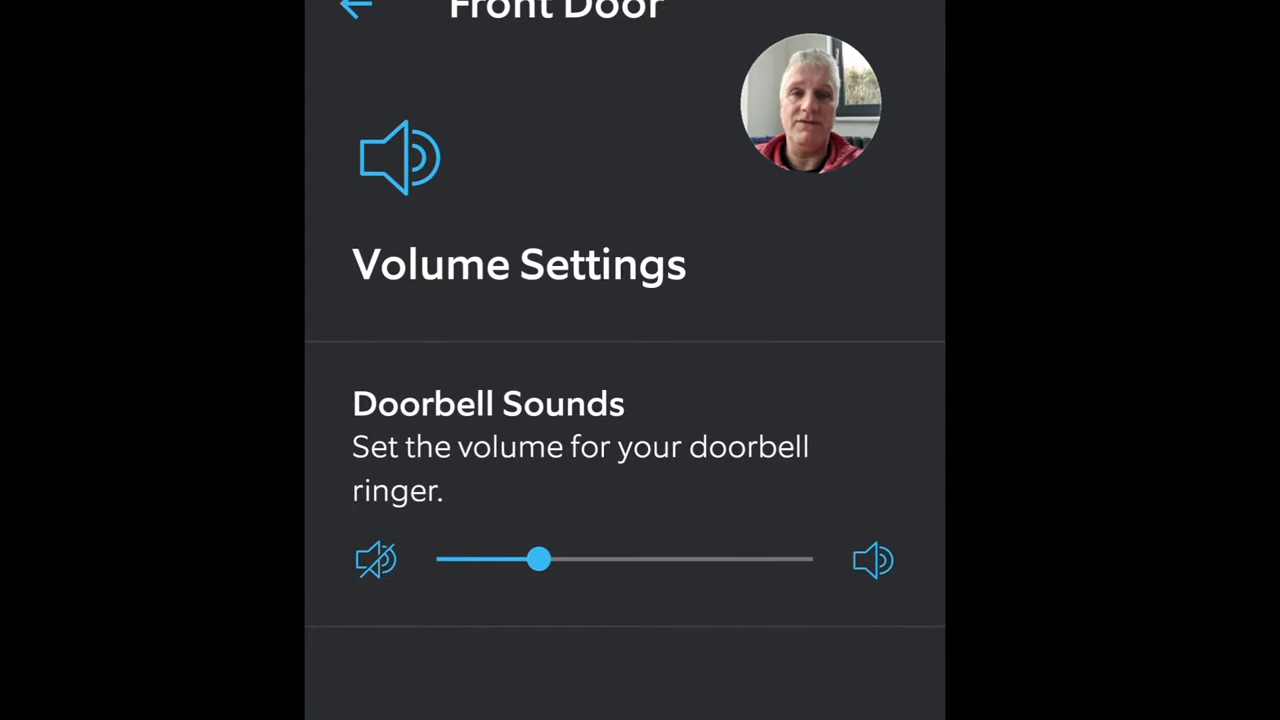 Front Door
Volume Settings
Doorbell Sounds
Set the volume for your doorbell
ringer.